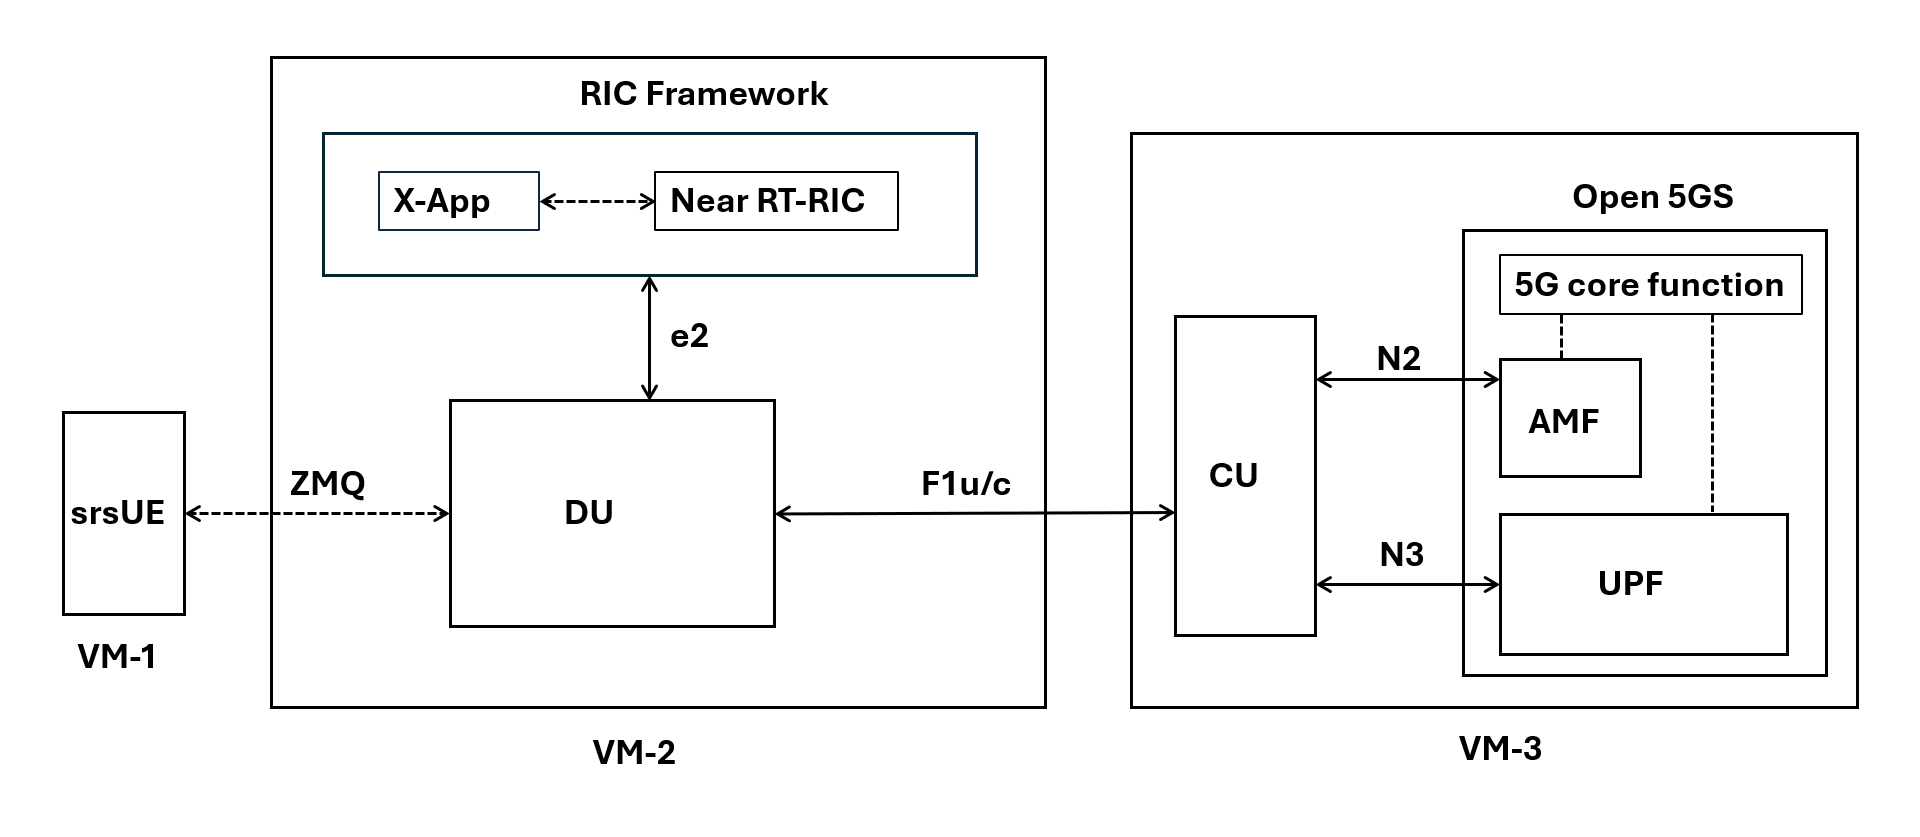 RIC Framework
X-App
Near RT-RIC
e2
srsUE
ZMQ
DU
F1u/c
VM-1
VM-2
Open 5GS
5G core function
CU
N2
AMF
N3
UPF
VM-3